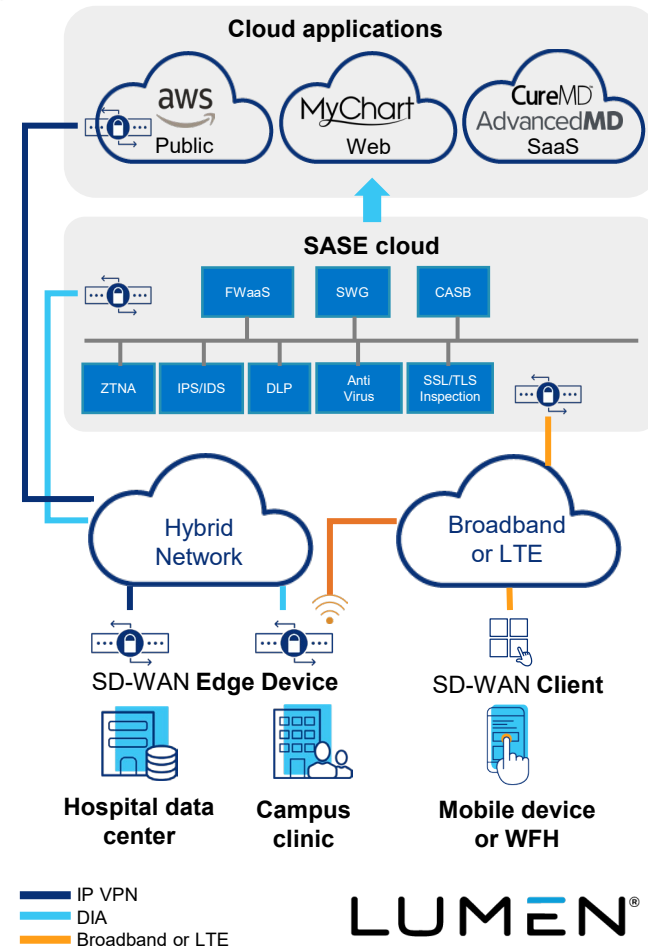 Cloud applications
aws
Public
MyChart
Web
CureMD
AdvancedMD
SaaS
SASE cloud
FWaaS
SWG
CASB
ZTNA
IPS/IDS
DLP
Anti
Virus
SSL/TLS
Inspection
Hybrid
Network
Broadband
or LTE
SD-WAN Edge Device
SD-WAN Client
Hospital data
center
Campus
clinic
Mobile device
or WFH
IP VPN
DIA
Broadband or LTE
LUMEN®